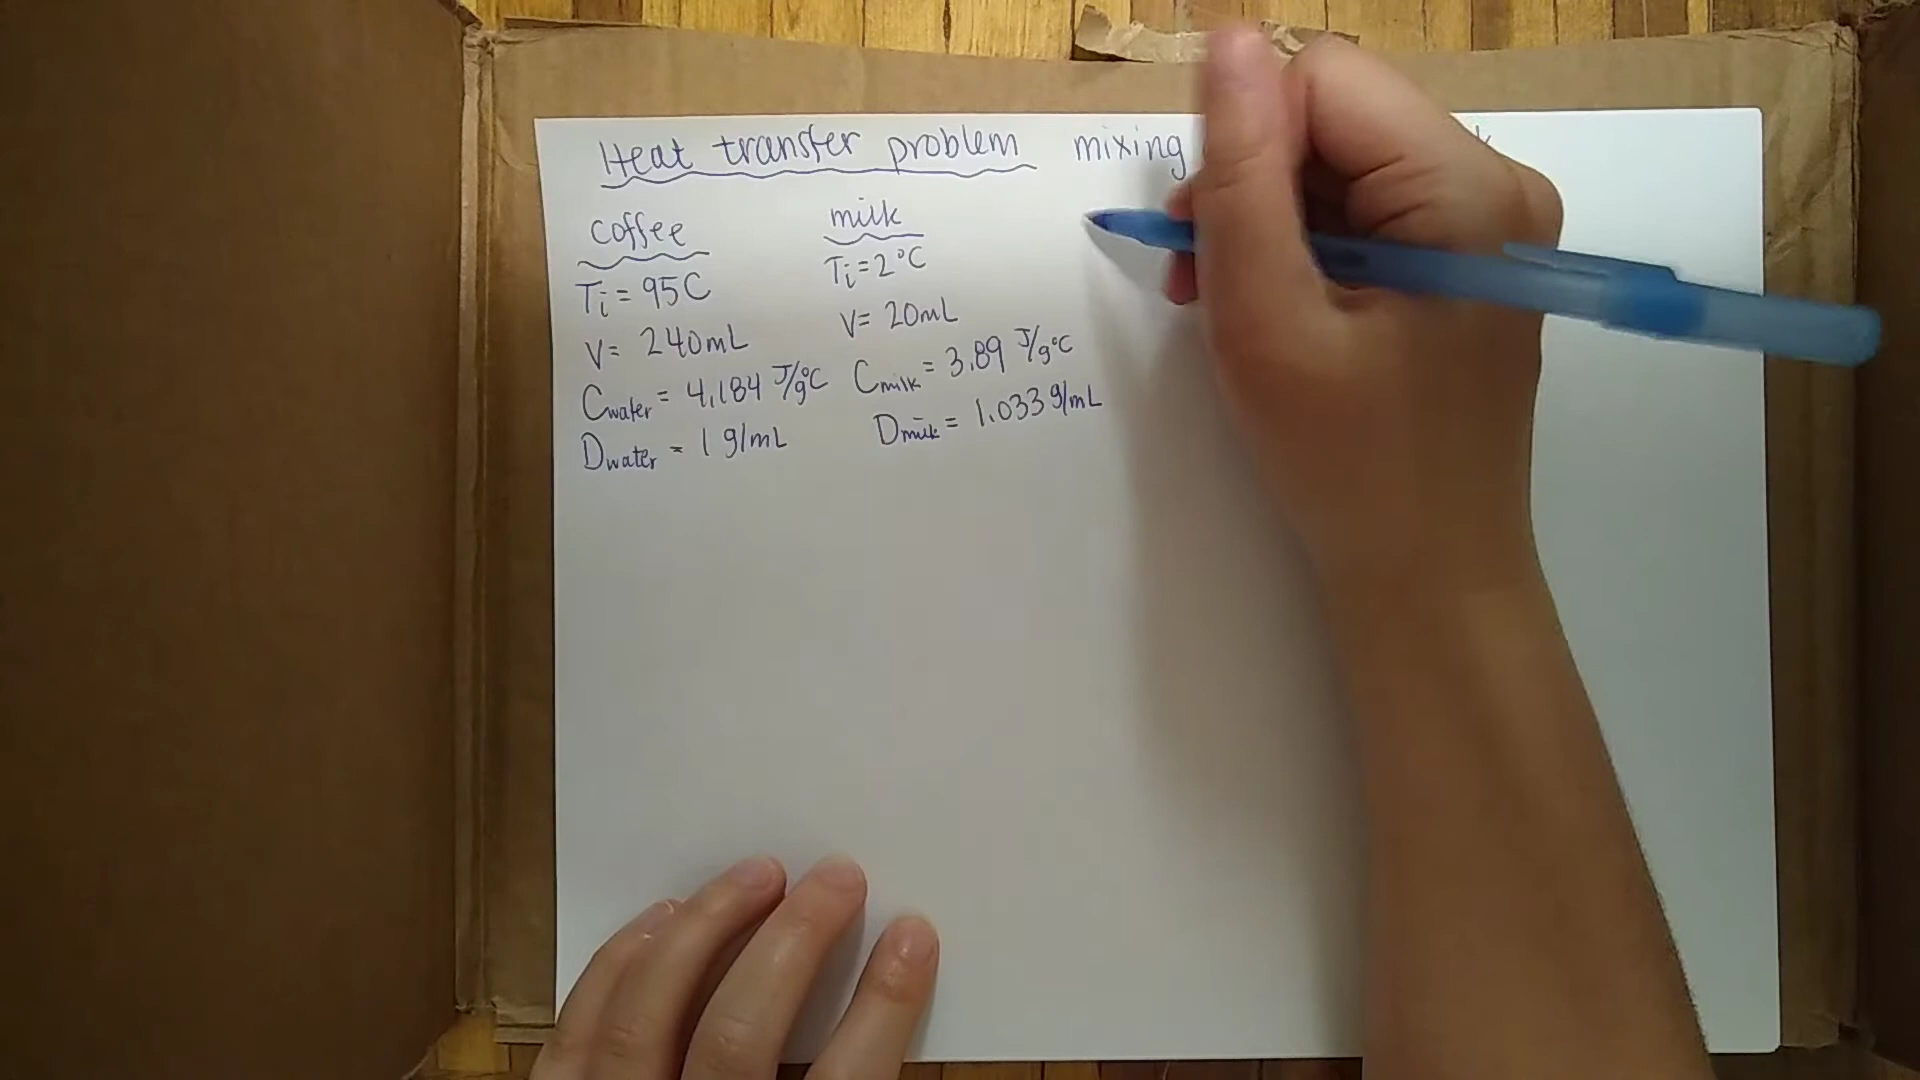 Heat transfer problem mixing
coffee
Ti = 95C
V = 240mL
Cwater = 4.184 J/g°C
Dwater = 1 g/mL
milk
Ti = 2°C
V = 20mL
Cmilk = 3.89 J/g°C
Dmilk = 1.033 g/mL